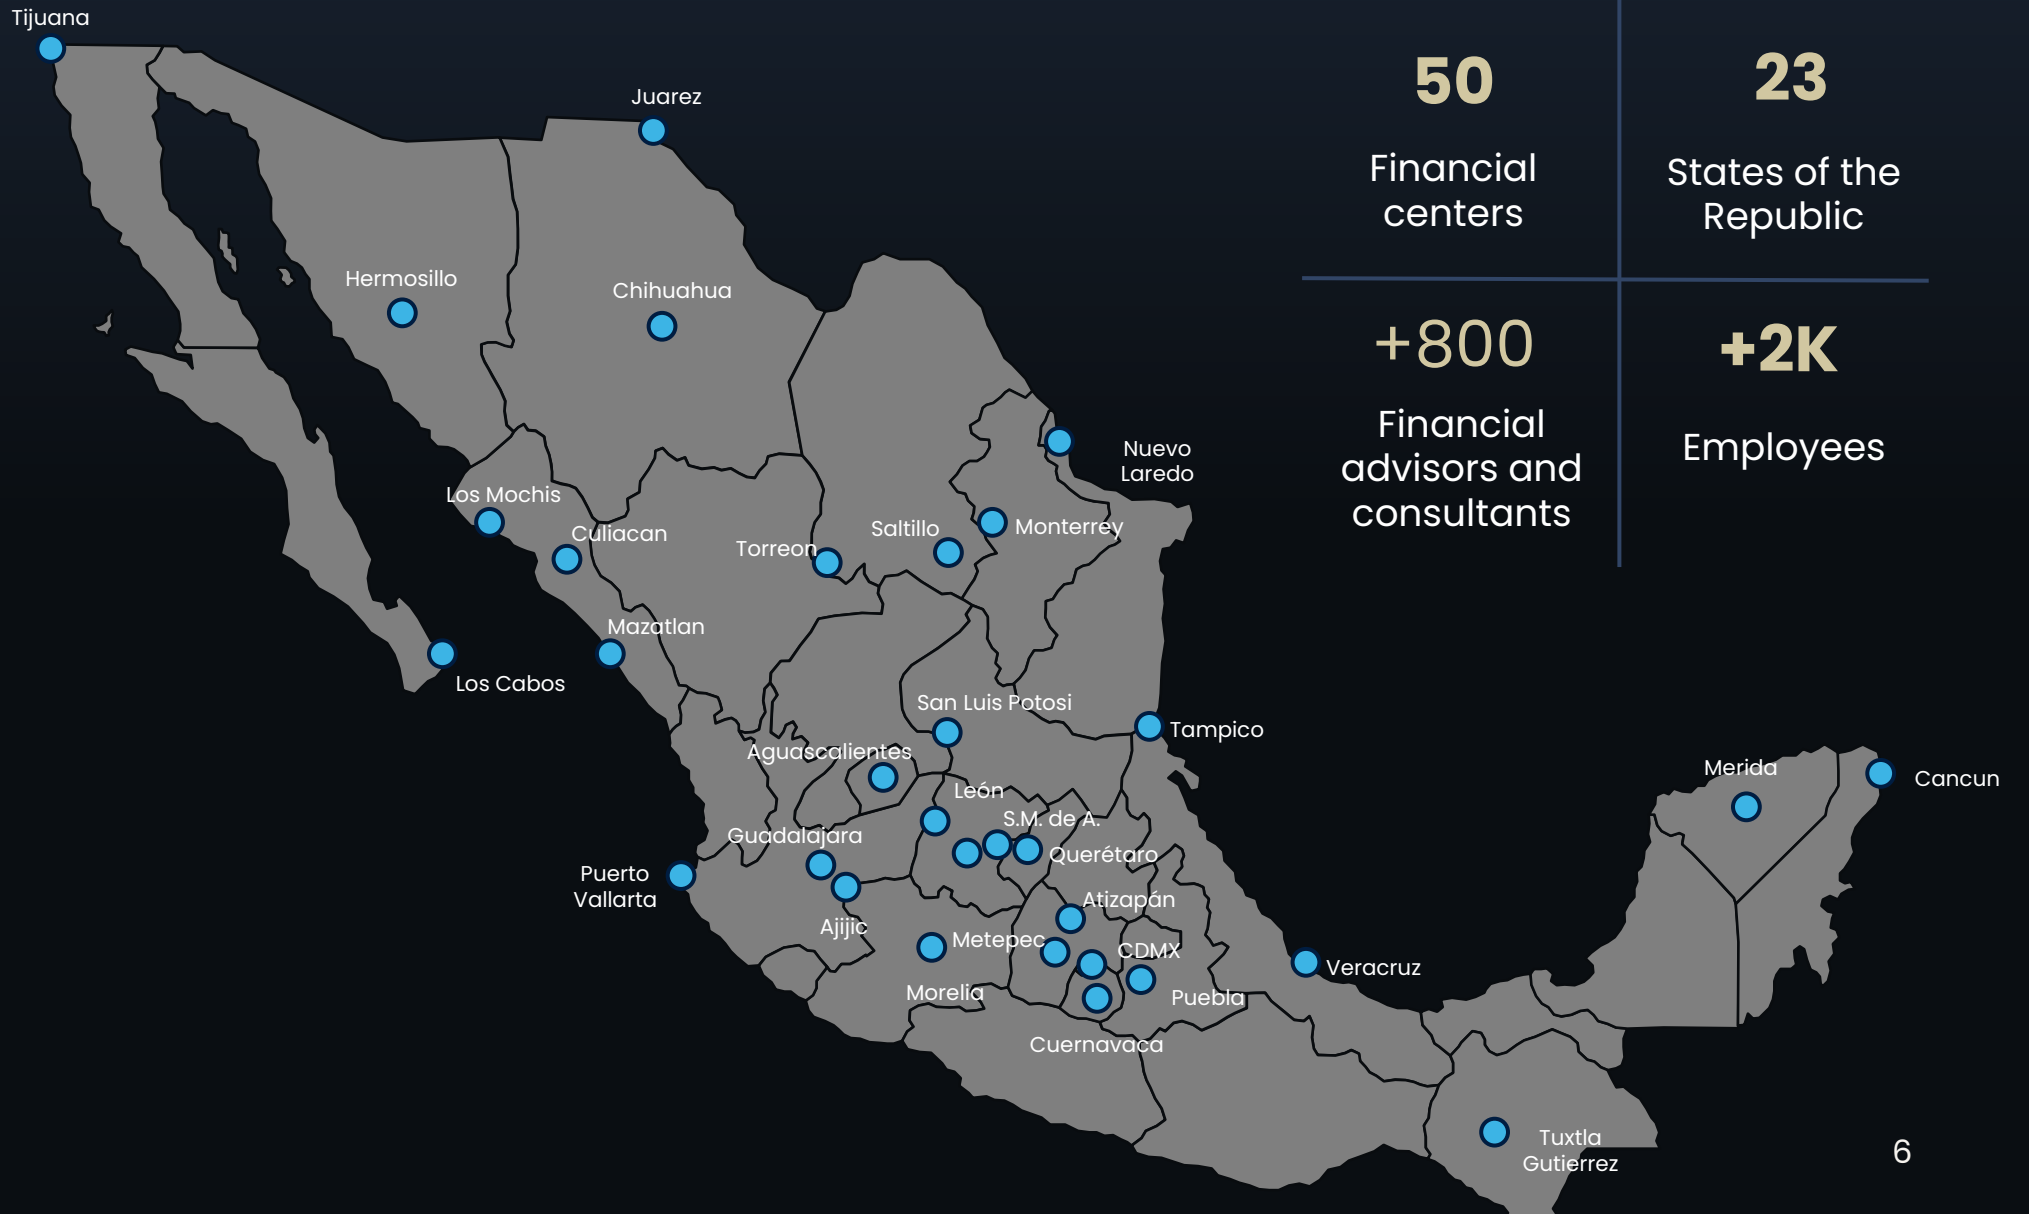 Tijuana
Juarez
Hermosillo
Chihuahua
Nuevo
Laredo
Los Mochis
Culiacan
Torreon
Saltillo
Monterrey
Mazatlan
Los Cabos
San Luis Potosi
Tampico
Aguascalientes
León
S.M. de A.
Guadalajara
Querétaro
Puerto
Vallarta
Ajijic
Atizapán
Metepec
CDMX
Morelia
Puebla
Cuernavaca
Veracruz
Merida
Cancun
Tuxtla
Gutierrez
50
Financial
centers
23
States of the
Republic
+800
Financial
advisors and
consultants
+2K
Employees
6